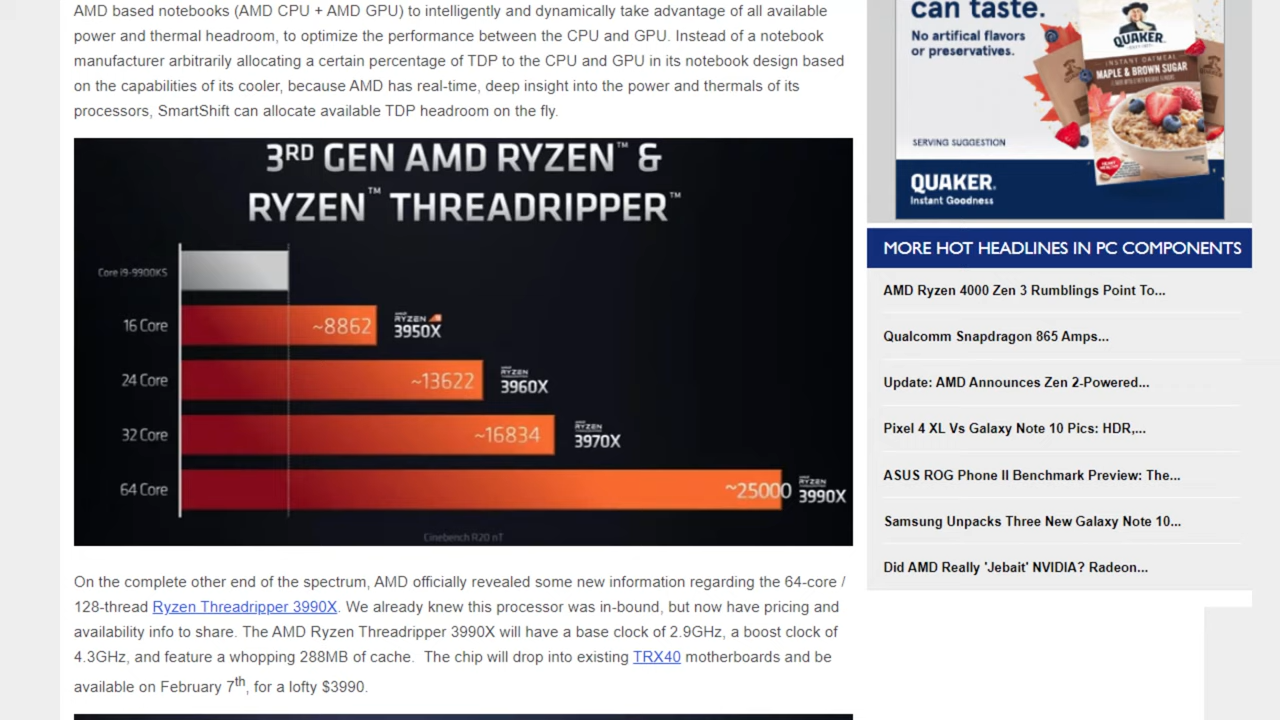 AMD based notebooks (AMD CPU + AMD GPU) to intelligently and dynamically take advantage of all available
power and thermal headroom, to optimize the performance between the CPU and GPU. Instead of a notebook
manufacturer arbitrarily allocating a certain percentage of TDP to the CPU and GPU in its notebook design based
on the capabilities of its cooler, because AMD has real-time, deep insight into the power and thermals of its
processors, SmartShift can allocate available TDP headroom on the fly.
3RD GEN AMD RYZEN™ &
RYZEN™ THREADRIPPER™
Core i9-9900KS
16 Core ~8862 AMD RYZEN 3950X
24 Core ~13622 AMD RYZEN 3960X
32 Core ~16834 AMD RYZEN 3970X
64 Core ~25000 AMD RYZEN 3990X
Cinebench R20 nT
On the complete other end of the spectrum, AMD officially revealed some new information regarding the 64-core /
128-thread Ryzen Threadripper 3990X. We already knew this processor was in-bound, but now have pricing and
availability info to share. The AMD Ryzen Threadripper 3990X will have a base clock of 2.9GHz, a boost clock of
4.3GHz, and feature a whopping 288MB of cache. The chip will drop into existing TRX40 motherboards and be
available on February 7th, for a lofty $3990.
can taste.
No artificial flavors
or preservatives.
QUAKER
INSTANT OATMEAL
MAPLE & BROWN SUGAR
SERVING SUGGESTION
QUAKER.
Instant Goodness
MORE HOT HEADLINES IN PC COMPONENTS
AMD Ryzen 4000 Zen 3 Rumblings Point To...
Qualcomm Snapdragon 865 Amps...
Update: AMD Announces Zen 2-Powered...
Pixel 4 XL Vs Galaxy Note 10 Pics: HDR,...
ASUS ROG Phone II Benchmark Preview: The...
Samsung Unpacks Three New Galaxy Note 10...
Did AMD Really 'Jebait' NVIDIA? Radeon...